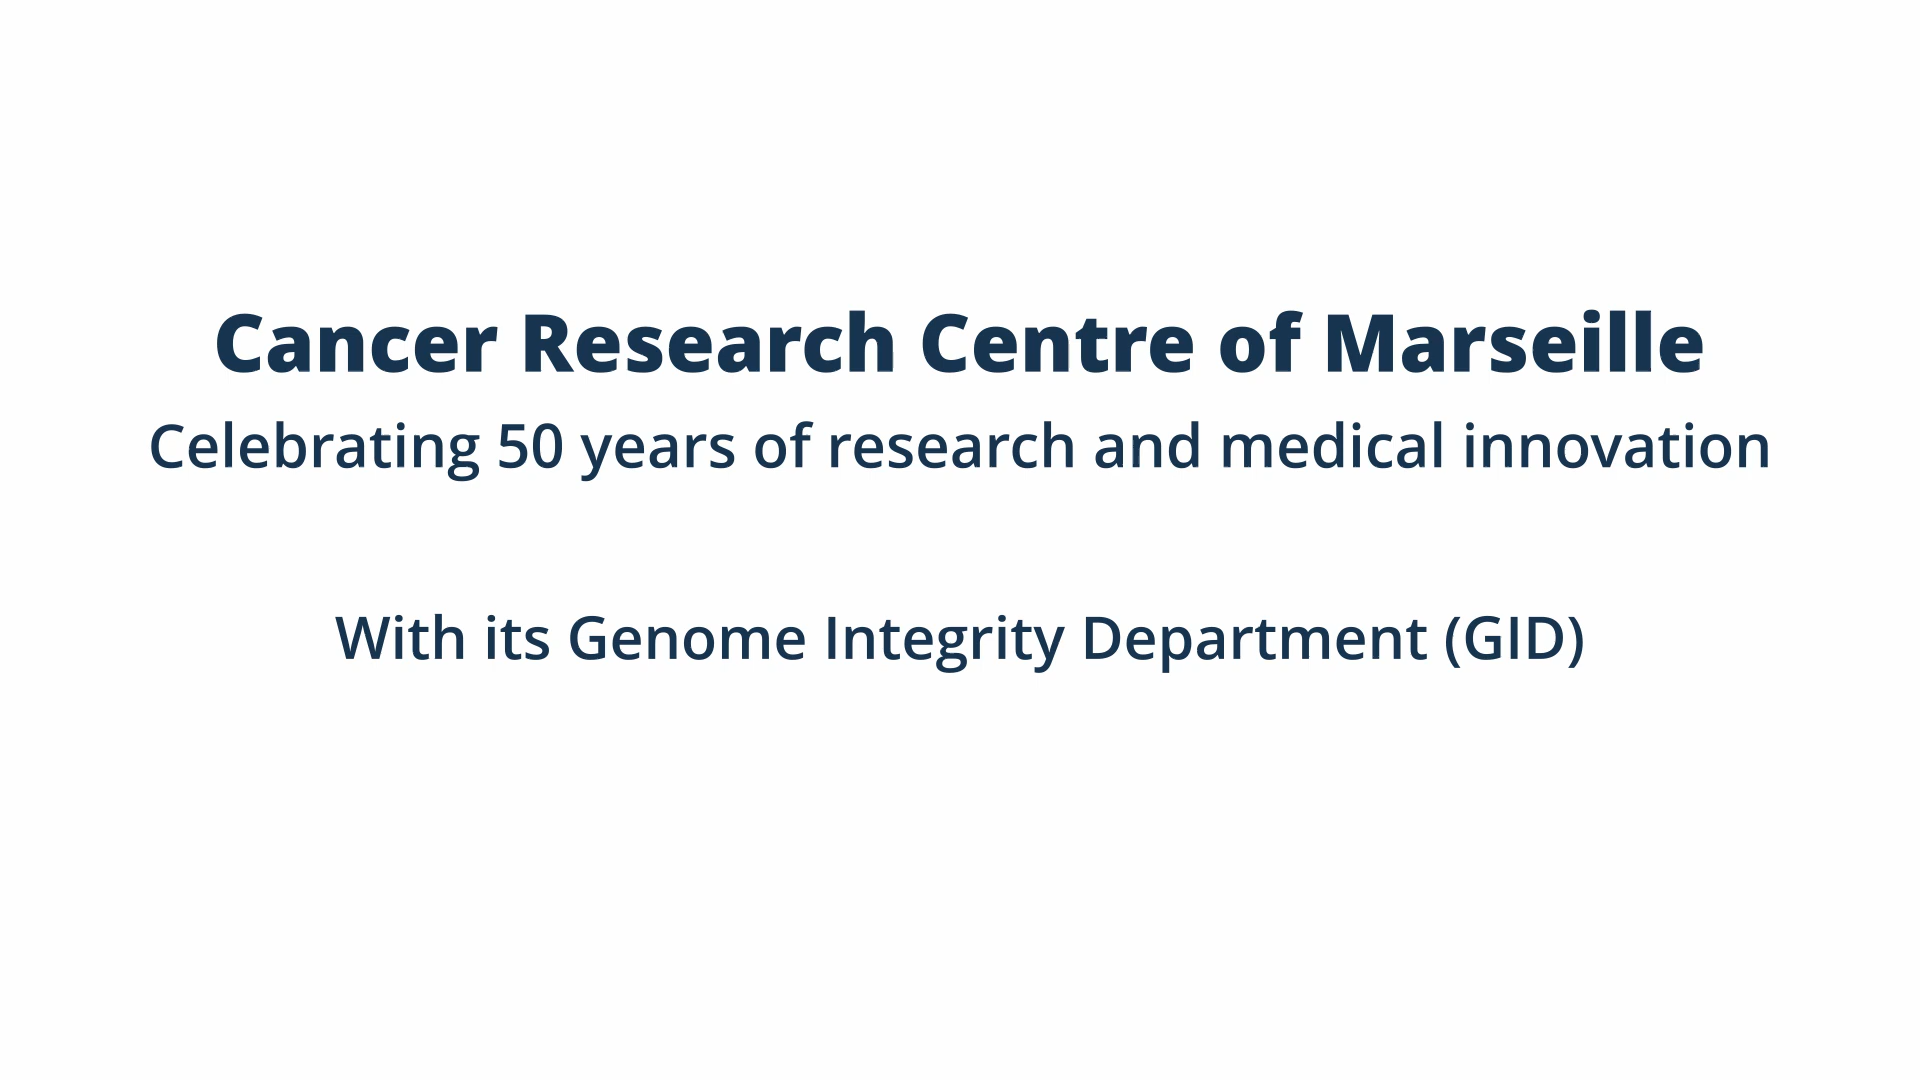 Cancer Research Centre of Marseille
Celebrating 50 years of research and medical innovation
With its Genome Integrity Department (GID)